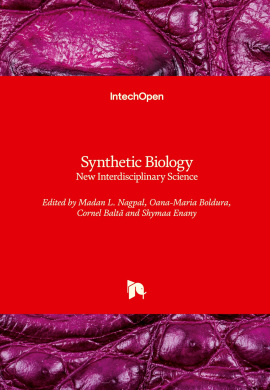 IntechOpen
Synthetic Biology
New Interdisciplinary Science
Edited by Madan L. Nagpal, Oana-Maria Boldura,
Cornel Baltă and Shymaa Enany